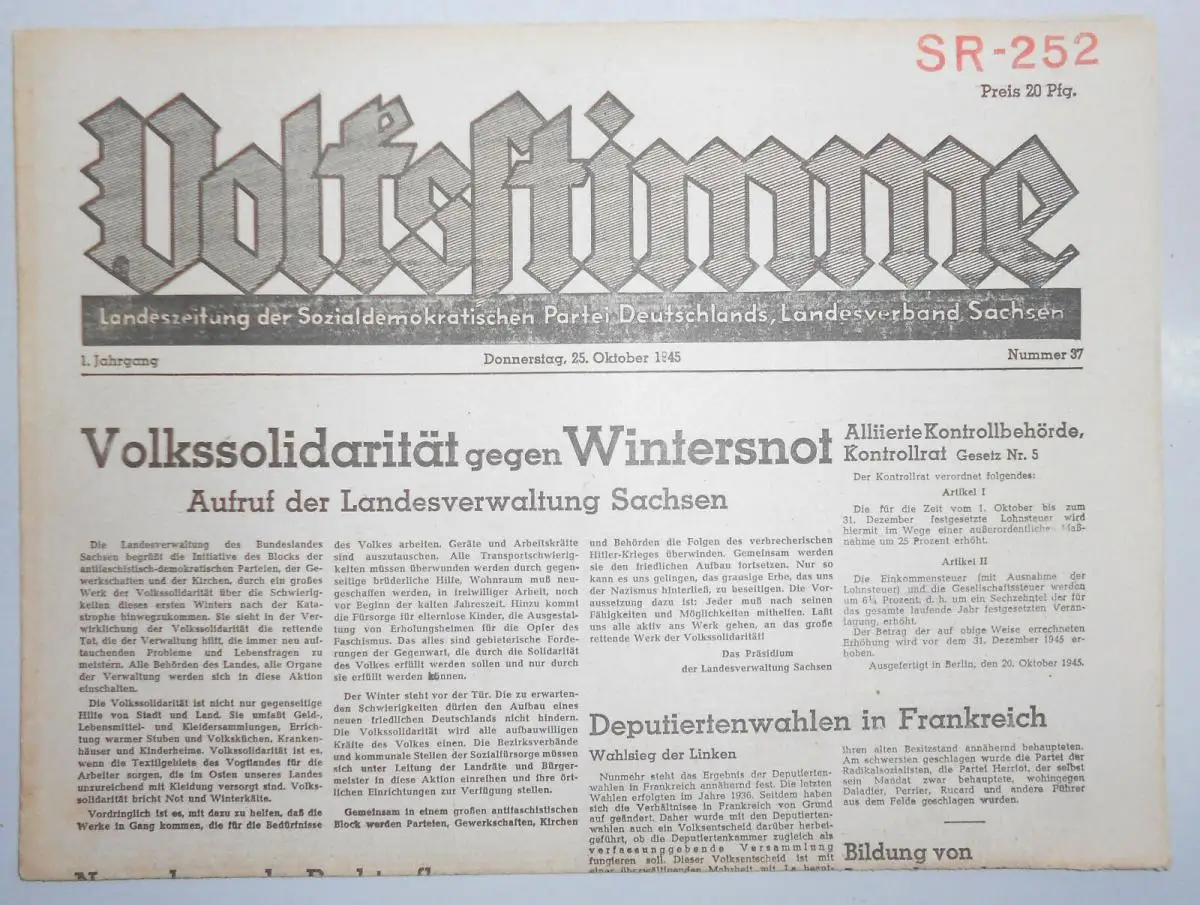 SR-252
Preis 20 Pfg.
Volksstimme
Landeszeitung der Sozialdemokratischen Partei Deutschlands, Landesverband Sachsen
1. Jahrgang
Donnerstag, 25. Oktober 1945
Nummer 37
Volkssolidarität gegen Wintersnot
Aufruf der Landesverwaltung Sachsen
Die Landesverwaltung des Bundeslandes
Sachsen begrüßt die Initiative des Blocks der
antifaschistisch-demokratischen Parteien, der Ge-
werkschaften und der Kirchen, durch ein großes
Werk der Volkssolidarität über die Schwierig-
keiten dieses ersten Winters nach der Kata-
strophe hinwegzukommen. Sie sieht in der Ver-
wirklichung der Volkssolidarität die rettende
Tat, die der Verwaltung hilft, die immer neu auf-
tauchenden Probleme und Lebensfragen zu
meistern. Alle Behörden des Landes, alle Organe
der Verwaltung werden sich in diese Aktion
einschalten.
Die Volkssolidarität ist nicht nur gegenseitige
Hilfe von Stadt und Land. Sie umfaßt Geld-,
Lebensmittel- und Kleidersammlungen, Errich-
tung warmer Stuben und Volksküchen, Kranken-
häuser und Kinderheime. Volkssolidarität ist es,
wenn die Textilgebiete des Vogtlandes für die
Arbeiter sorgen, die im Osten unseres Landes
unzureichend mit Kleidung versorgt sind. Volks-
solidarität bricht Not und Winterkälte.
Vordringlich ist es, mit dazu zu helfen, daß die
Werke in Gang kommen, die für die Bedürfnisse
des Volkes arbeiten. Geräte und Arbeitskräfte
sind auszutauschen. Alle Transportschwierig-
keiten müssen überwunden werden durch gegen-
seitige brüderliche Hilfe, Wohnraum muß neu-
geschaffen werden, in freiwilliger Arbeit, noch
vor Beginn der kalten Jahreszeit. Hinzu kommt
die Fürsorge für elternlose Kinder, die Ausgestal-
tung von Erholungsheimen für die Opfer des
Faschismus. Das alles sind gebieterische Forde-
rungen der Gegenwart, die durch die Solidarität
des Volkes erfüllt werden sollen und nur durch
sie erfüllt werden können.
Der Winter steht vor der Tür. Die zu erwarten-
den Schwierigkeiten dürfen den Aufbau eines
neuen friedlichen Deutschlands nicht hindern.
Die Volkssolidarität wird alle aufbauwilligen
Kräfte des Volkes einen. Die Bezirksverbände
und kommunale Stellen der Sozialfürsorge müssen
sich unter Leitung der Landräte und Bürger-
meister in diese Aktion einreihen und ihre ört-
lichen Einrichtungen zur Verfügung stellen.
Gemeinsam in einem großen antifaschistischen
Block werden Parteien, Gewerkschaften, Kirchen
und Behörden die Folgen des verbrecherischen
Hitler-Krieges überwinden. Gemeinsam werden
sie den friedlichen Aufbau fortsetzen. Nur so
kann es uns gelingen, das grausige Erbe, das uns
der Nazismus hinterließ, zu beseitigen. Die Vor-
aussetzung dazu ist: Jeder muß nach seinen
Fähigkeiten und Möglichkeiten mithelfen. Laßt
uns alle aktiv ans Werk gehen, an das große
rettende Werk der Volkssolidarität!
Das Präsidium
der Landesverwaltung Sachsen
Alliierte Kontrollbehörde,
Kontrollrat Gesetz Nr. 5
Der Kontrollrat verordnet folgendes:
Artikel I
Die für die Zeit vom 1. Oktober bis zum
31. Dezember festgesetzte Lohnsteuer wird
hiermit im Wege einer außerordentlichen Maß-
nahme um 25 Prozent erhöht.
Artikel II
Die Einkommensteuer (mit Ausnahme der
Lohnsteuer) und die Gesellschaftssteuer werden
um 6¼ Prozent, d. h. um ein Sechzehntel der für
das gesamte laufende Jahr festgesetzten Veran-
lagung, erhöht.
Der Betrag der auf obige Weise errechneten
Erhöhung wird vor dem 31. Dezember 1945 er-
hoben.
Ausgefertigt in Berlin, den 20. Oktober 1945.
Deputiertenwahlen in Frankreich
Wahlsieg der Linken
Nunmehr steht das Ergebnis der Deputierten-
wahlen in Frankreich annähernd fest. Die letzten
Wahlen erfolgten im Jahre 1936. Seitdem haben
sich die Verhältnisse in Frankreich von Grund
auf geändert. Daher wurde mit den Deputierten-
wahlen auch ein Volksentscheid darüber herbei-
geführt, ob die Deputiertenkammer zugleich als
verfassunggebende Versammlung
fungieren soll. Dieser Volksentscheid ist mit
einer überwältigenden Mehrheit mit Ja
ihren alten Besitzstand annähernd behaupteten.
Am schwersten geschlagen wurde die Partei der
Radikalsozialisten, die Partei Herriot, der selbst
sein Mandat zwar behauptete, wohingegen
Daladier, Perrier, Rucard und andere Führer
aus dem Felde geschlagen wurden.
Bildung von